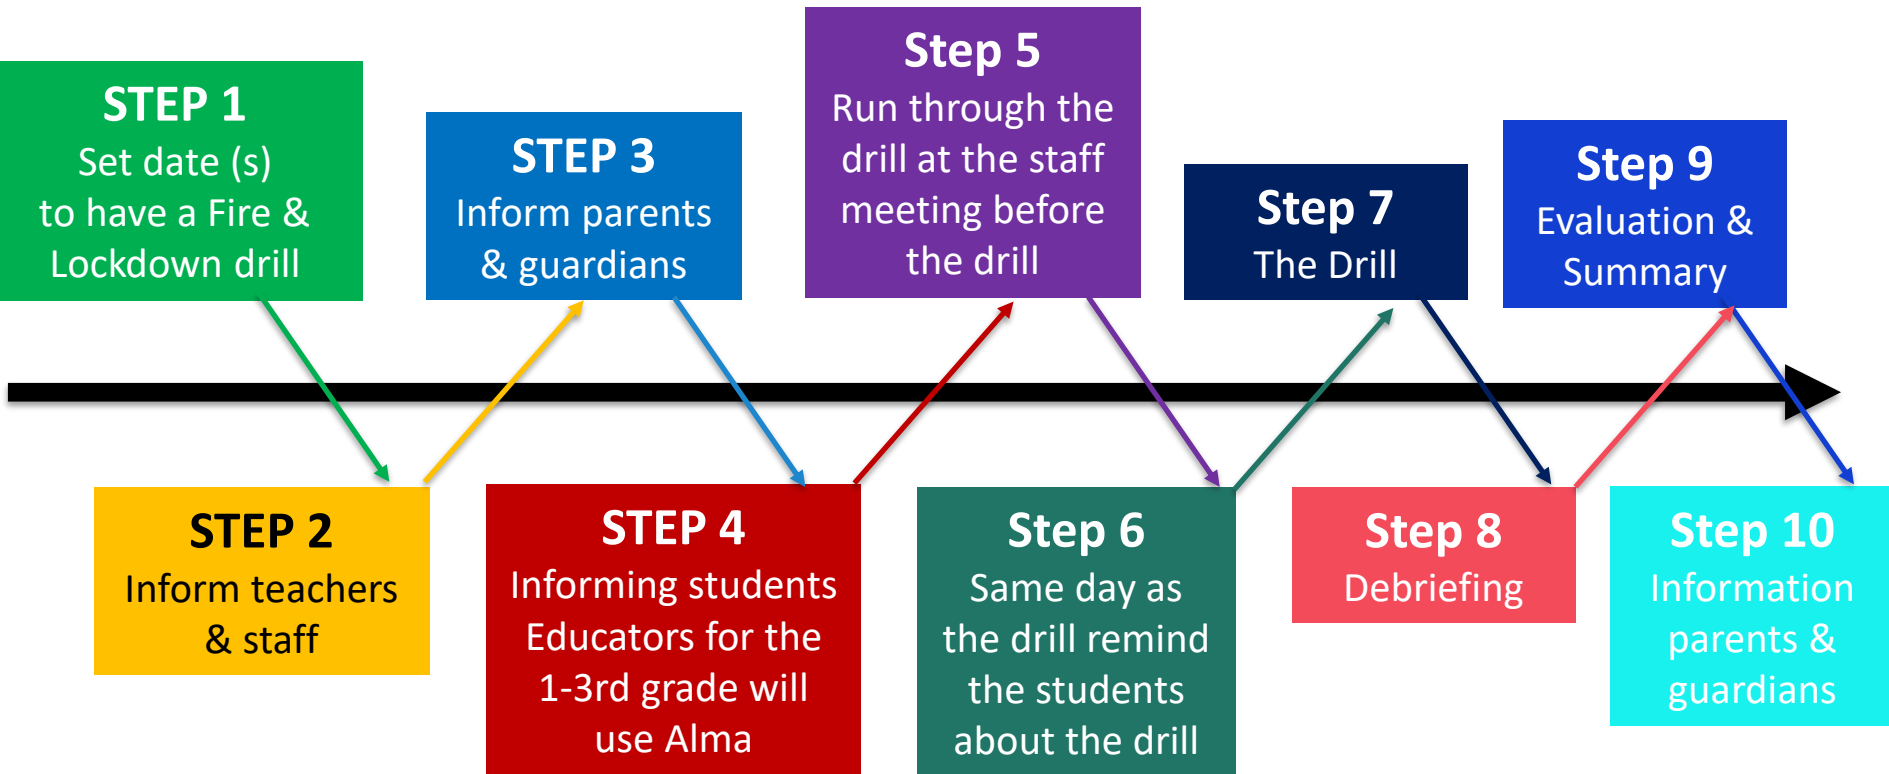 STEP 1
Set date (s)
to have a Fire &
Lockdown drill
STEP 2
Inform teachers
& staff
STEP 3
Inform parents
& guardians
STEP 4
Informing students
Educators for the
1-3rd grade will
use Alma
Step 5
Run through the
drill at the staff
meeting before
the drill
Step 6
Same day as
the drill remind
the students
about the drill
Step 7
The Drill
Step 8
Debriefing
Step 9
Evaluation &
Summary
Step 10
Information
parents &
guardians